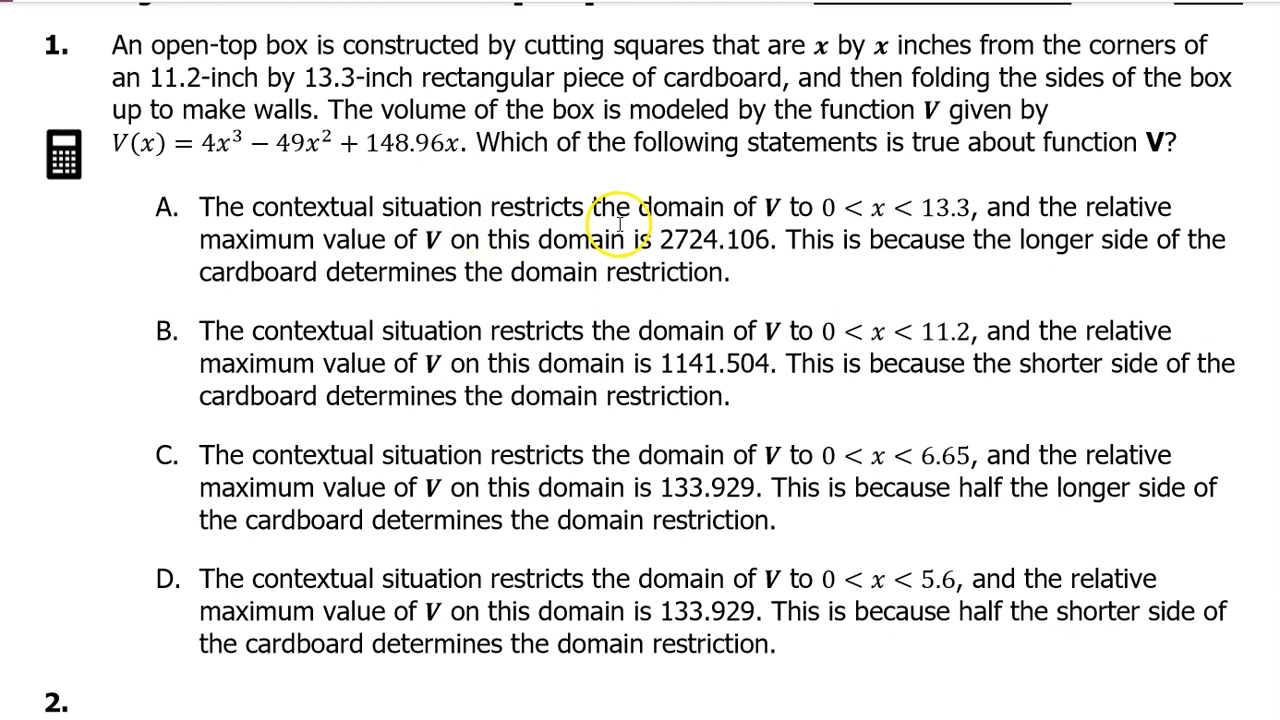 1. An open-top box is constructed by cutting squares that are x by x inches from the corners of
an 11.2-inch by 13.3-inch rectangular piece of cardboard, and then folding the sides of the box
up to make walls. The volume of the box is modeled by the function V given by
V(x) = 4x³ − 49x² + 148.96x. Which of the following statements is true about function V?
A. The contextual situation restricts the domain of V to 0 < x < 13.3, and the relative
maximum value of V on this domain is 2724.106. This is because the longer side of the
cardboard determines the domain restriction.
B. The contextual situation restricts the domain of V to 0 < x < 11.2, and the relative
maximum value of V on this domain is 1141.504. This is because the shorter side of the
cardboard determines the domain restriction.
C. The contextual situation restricts the domain of V to 0 < x < 6.65, and the relative
maximum value of V on this domain is 133.929. This is because half the longer side of
the cardboard determines the domain restriction.
D. The contextual situation restricts the domain of V to 0 < x < 5.6, and the relative
maximum value of V on this domain is 133.929. This is because half the shorter side of
the cardboard determines the domain restriction.
2.